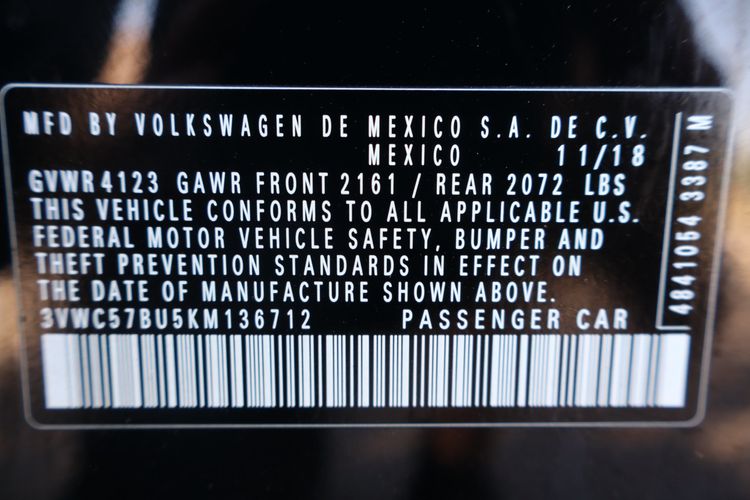 MFD BY VOLKSWAGEN DE MEXICO S.A. DE C.V.
MEXICO 11/18
GVWR 4123 GAWR FRONT 2161 / REAR 2072 LBS
THIS VEHICLE CONFORMS TO ALL APPLICABLE U.S.
FEDERAL MOTOR VEHICLE SAFETY, BUMPER AND
THEFT PREVENTION STANDARDS IN EFFECT ON
THE DATE OF MANUFACTURE SHOWN ABOVE.
3VWC57BU5KM136712 PASSENGER CAR
4841054 3387 M